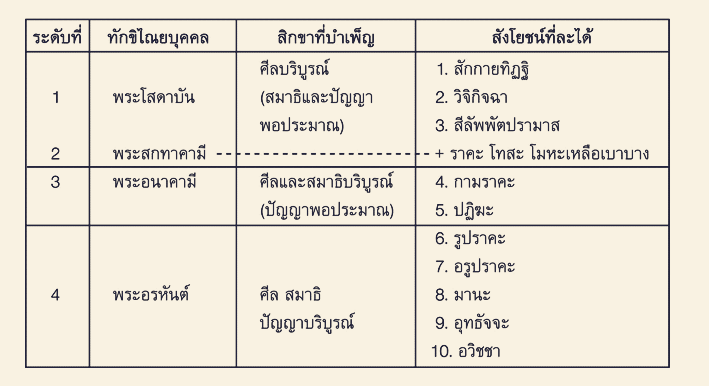 ระดับที่ ทักขิไณยบุคคล สิกขาที่บำเพ็ญ สังโยชน์ที่ละได้
ศีลบริบูรณ์ 1. สักกายทิฏฐิ
1 พระโสดาบัน (สมาธิและปัญญา 2. วิจิกิจฉา
พอประมาณ) 3. สีลัพพัตปรามาส
2 พระสกทาคามี + ราคะ โทสะ โมหะเหลือเบาบาง
3 พระอนาคามี ศีลและสมาธิบริบูรณ์ 4. กามราคะ
(ปัญญาพอประมาณ) 5. ปฏิฆะ
6. รูปราคะ
7. อรูปราคะ
4 พระอรหันต์ ศีล สมาธิ 8. มานะ
ปัญญาบริบูรณ์ 9. อุทธัจจะ
10. อวิชชา